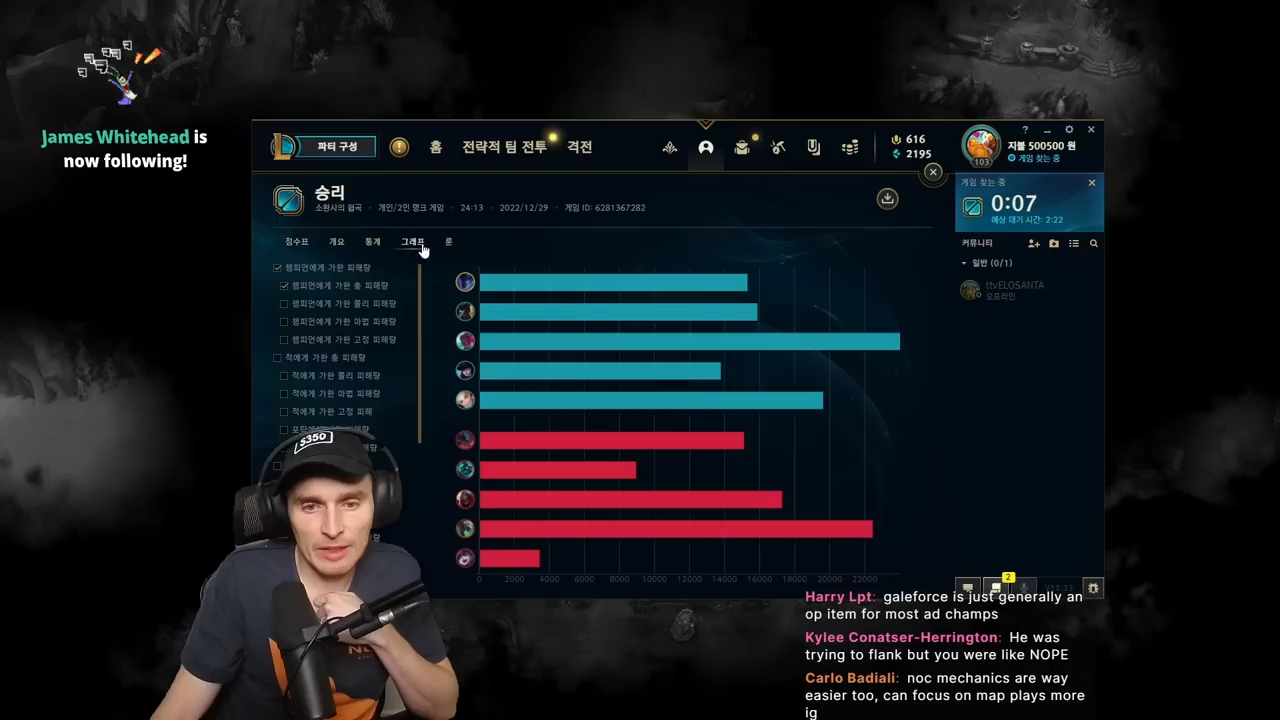 James Whitehead is
now following!
파티 구성
홈
전략적 팀 전투
격전
616
2195
103
지불 500500 원
게임 찾는 중
승리
소환사의 협곡 · 개인/2인 랭크 게임 · 24:13 · 2022/12/29 · 게임 ID: 6281367282
게임 찾는 중
0:07
예상 대기 시간: 2:22
점수표
개요
통계
그래프
룬
커뮤니티
일반 (0/1)
ttvELOSANTA
오프라인
챔피언에게 가한 피해량
챔피언에게 가한 총 피해량
챔피언에게 가한 물리 피해량
챔피언에게 가한 마법 피해량
챔피언에게 가한 고정 피해량
적에게 가한 총 피해량
적에게 가한 물리 피해량
적에게 가한 마법 피해량
적에게 가한 고정 피해
0 2000 4000 6000 8000 10000 12000 14000 16000 18000 20000 22000
2
$350
Harry Lpt: galeforce is just generally an
op item for most ad champs
Kylee Conatser-Herrington: He was
trying to flank but you were like NOPE
Carlo Badiali: noc mechanics are way
easier too, can focus on map plays more
ig